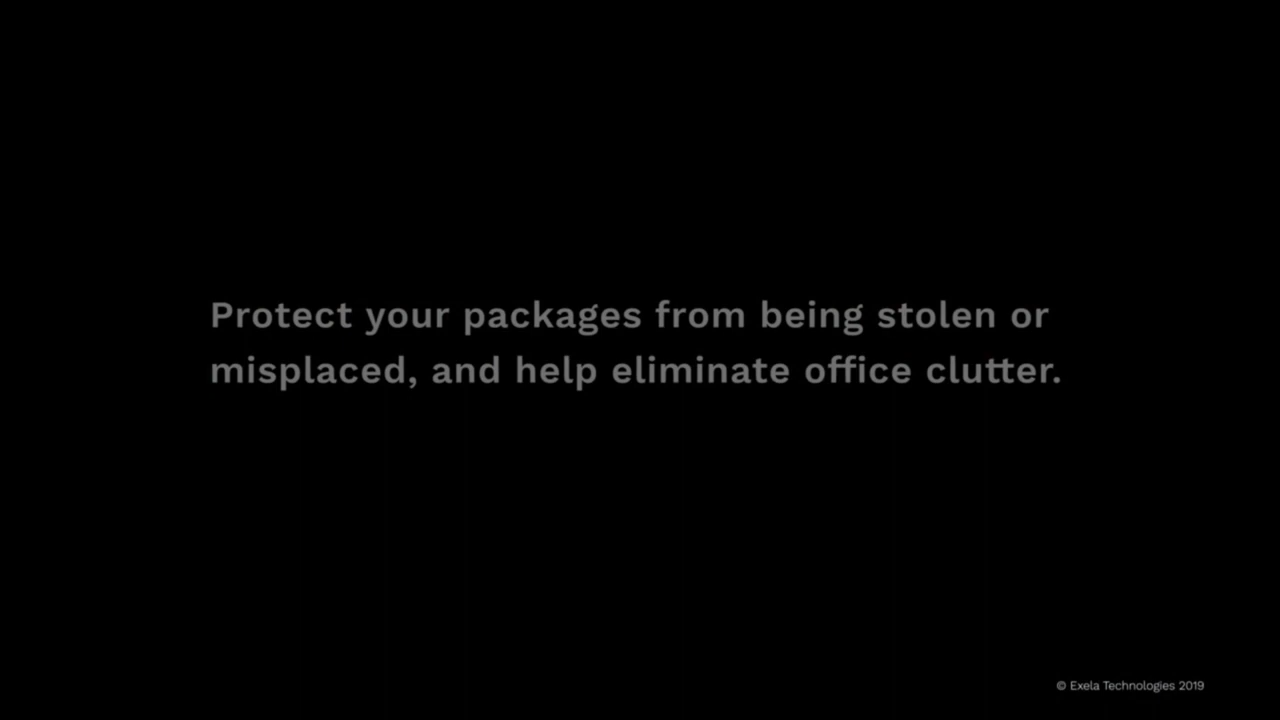 Protect your packages from being stolen or
misplaced, and help eliminate office clutter.
© Exela Technologies 2019